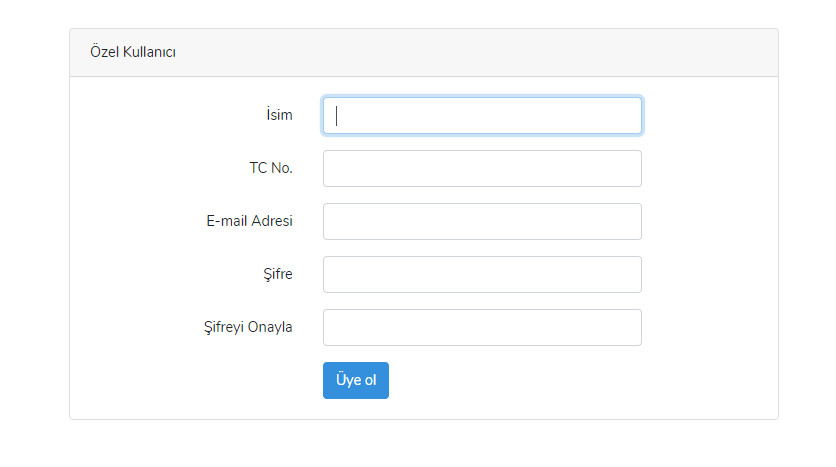 Özel Kullanıcı
İsim
TC No.
E-mail Adresi
Şifre
Şifreyi Onayla
Üye ol